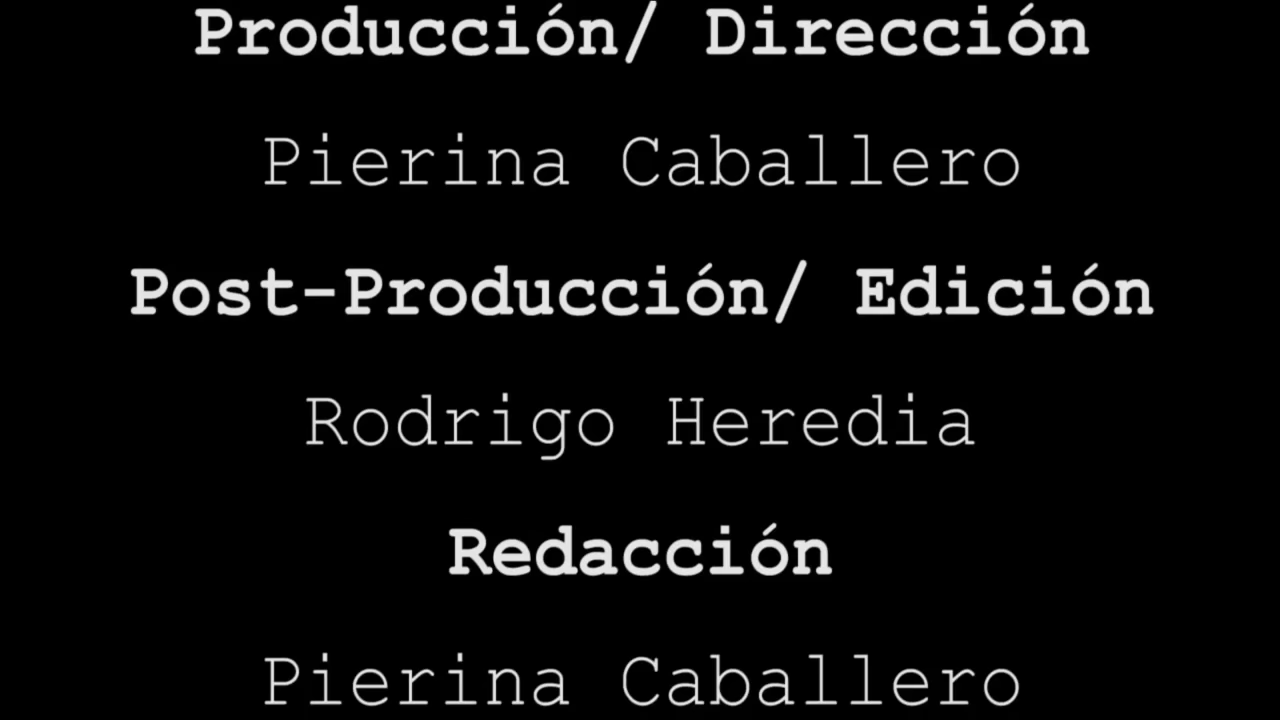 Producción/ Dirección
Pierina Caballero
Post-Producción/ Edición
Rodrigo Heredia
Redacción
Pierina Caballero